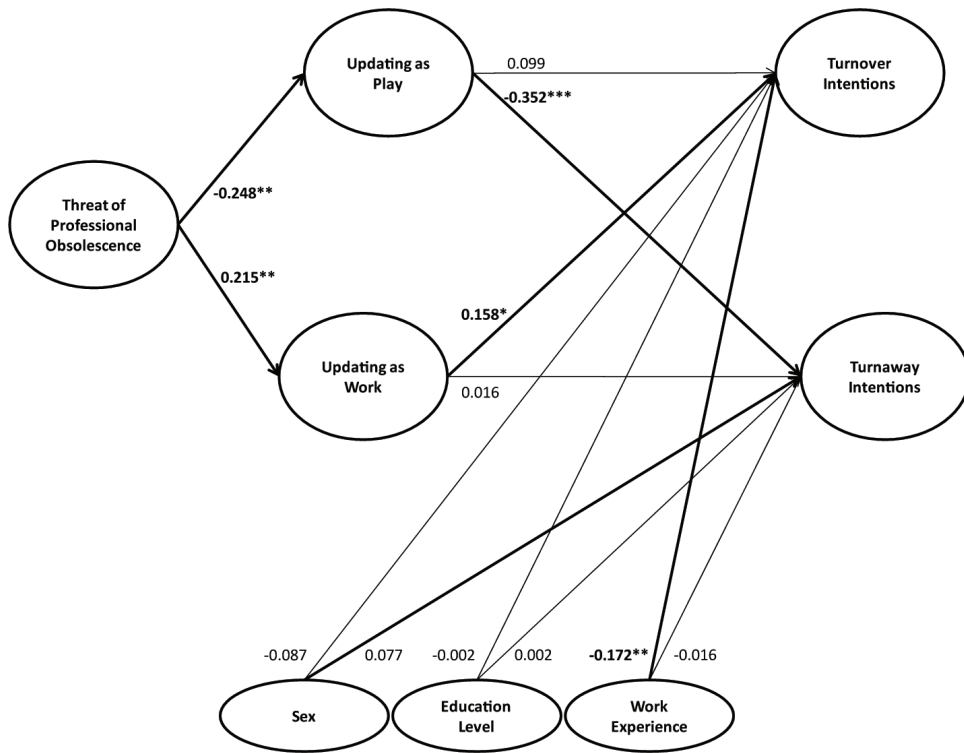 Updating as
Play
0.099
-0.352***
Turnover
Intentions
Threat of
Professional
Obsolescence
-0.248**
0.215**
Updating as
Work
0.158*
0.016
Turnaway
Intentions
-0.087
0.077
-0.002
0.002
-0.172**
-0.016
Sex
Education
Level
Work
Experience